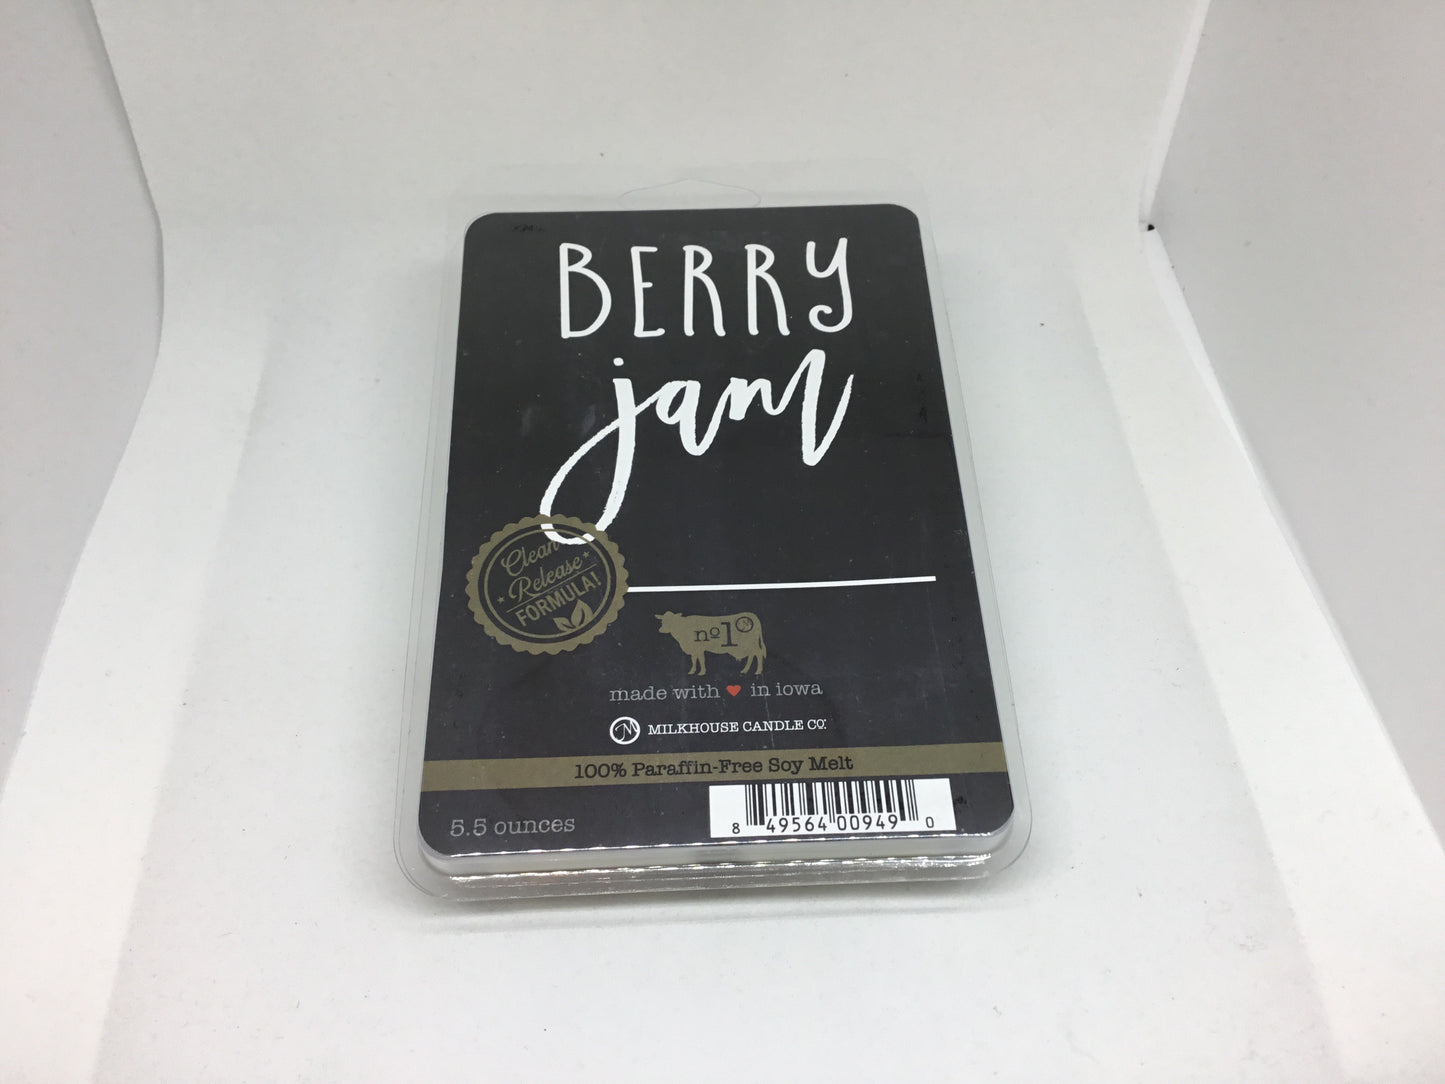 BERRY
jam
Clean
Release
FORMULA!
nº1
made with ♥ in iowa
M MILKHOUSE CANDLE CO.
100% Paraffin-Free Soy Melt
5.5 ounces
8 49564 00949 0